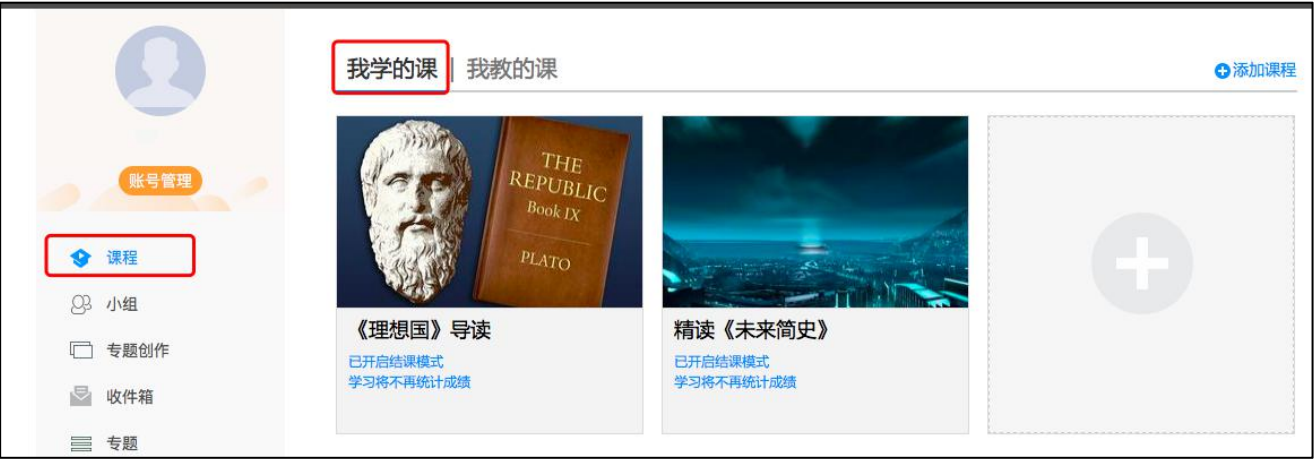 账号管理
课程
小组
专题创作
收件箱
专题
我学的课 | 我教的课
添加课程
THE
REPUBLIC
Book IX
PLATO
《理想国》导读
已开启结课模式
学习将不再统计成绩
精读《未来简史》
已开启结课模式
学习将不再统计成绩